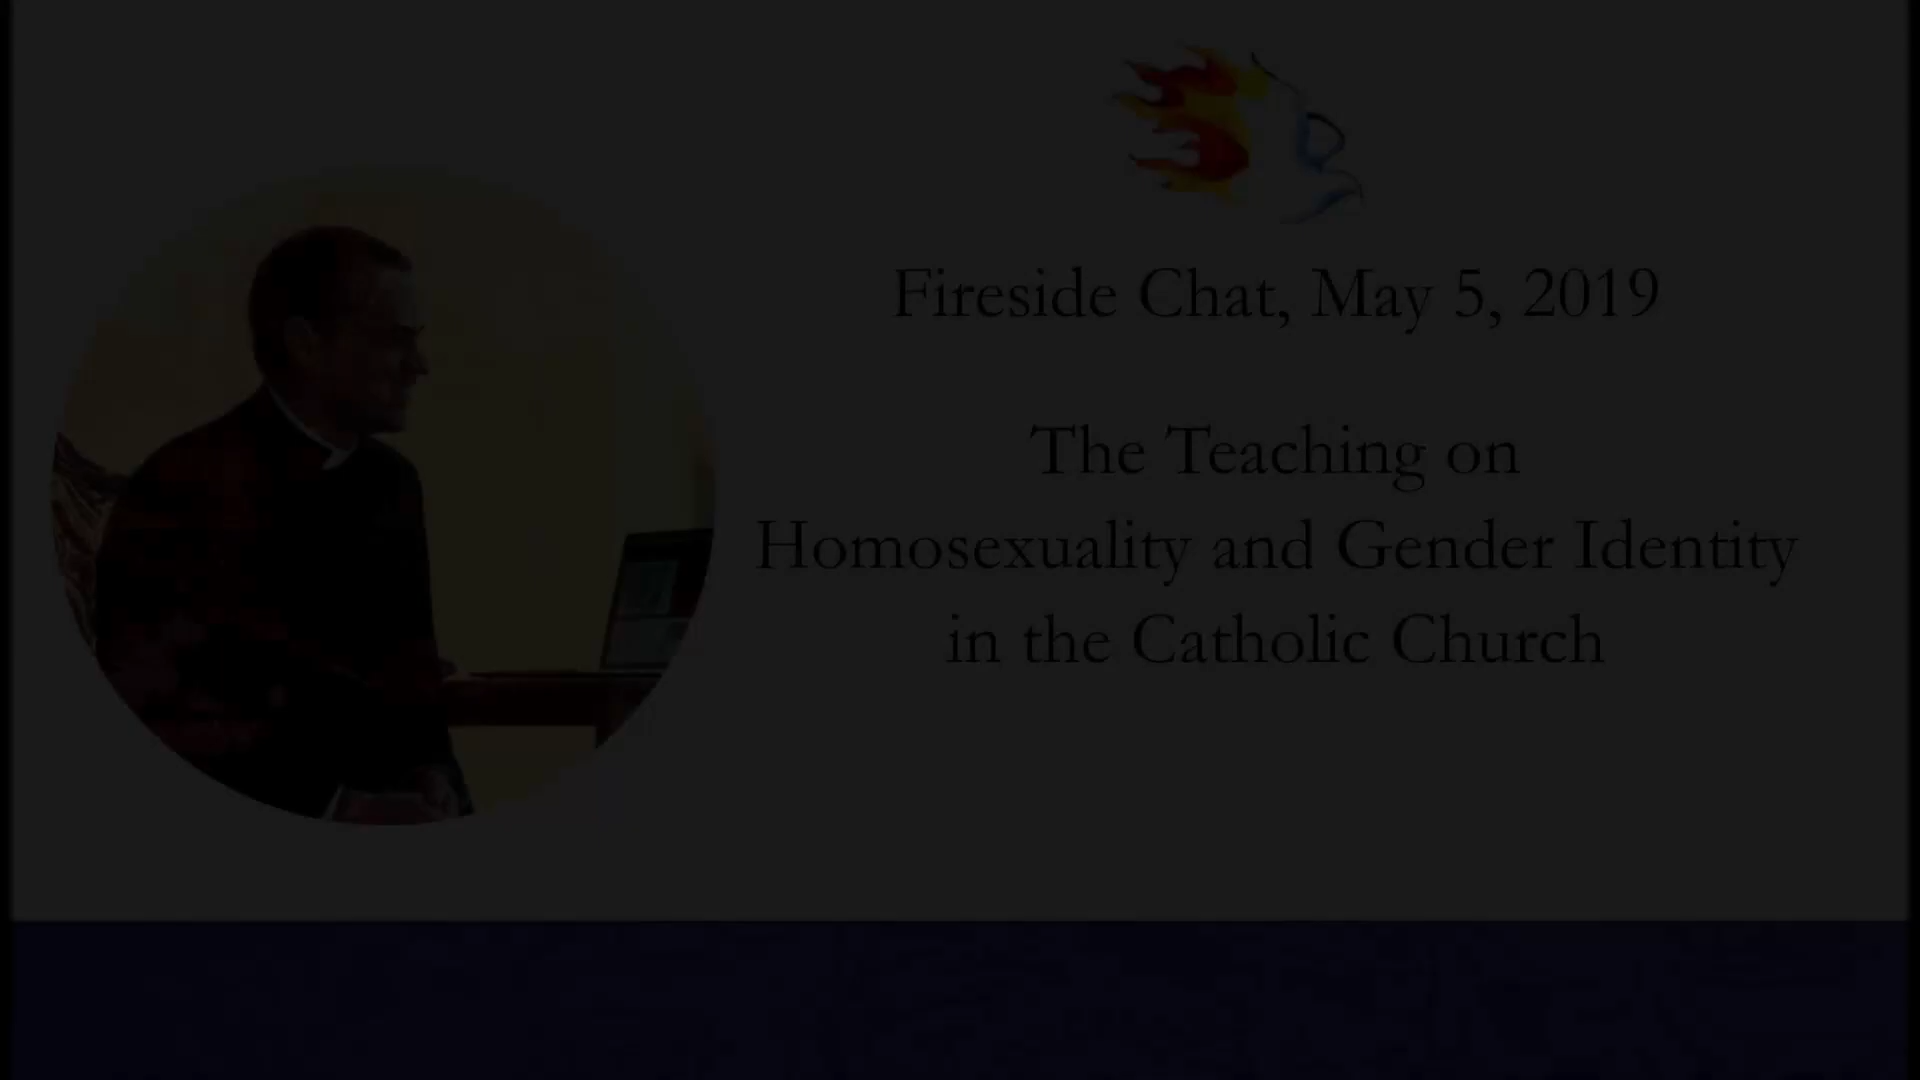 Fireside Chat, May 5, 2019
The Teaching on
Homosexuality and Gender Identity
in the Catholic Church